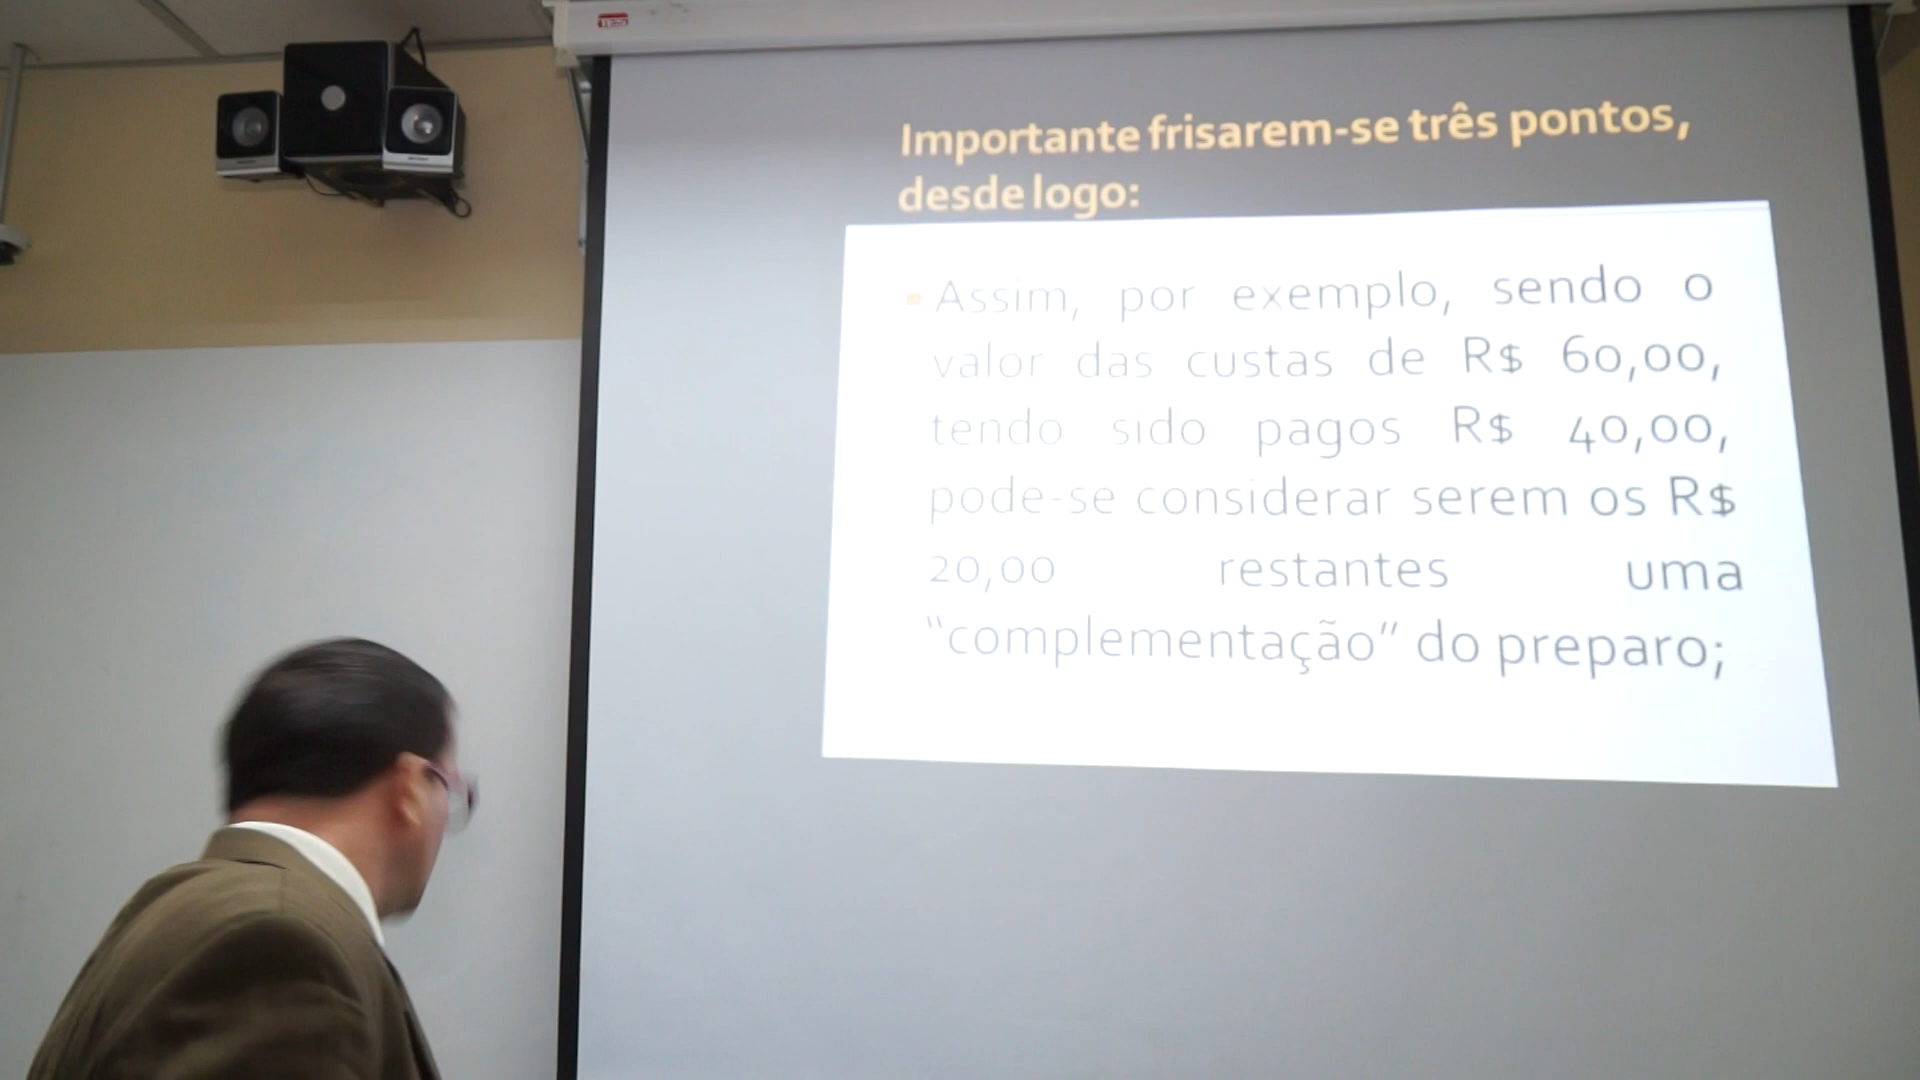 Importante frisarem-se três pontos,
desde logo:
Assim, por exemplo, sendo o
valor das custas de R$ 60,00,
tendo sido pagos R$ 40,00,
pode-se considerar serem os R$
20,00 restantes uma
“complementação” do preparo;